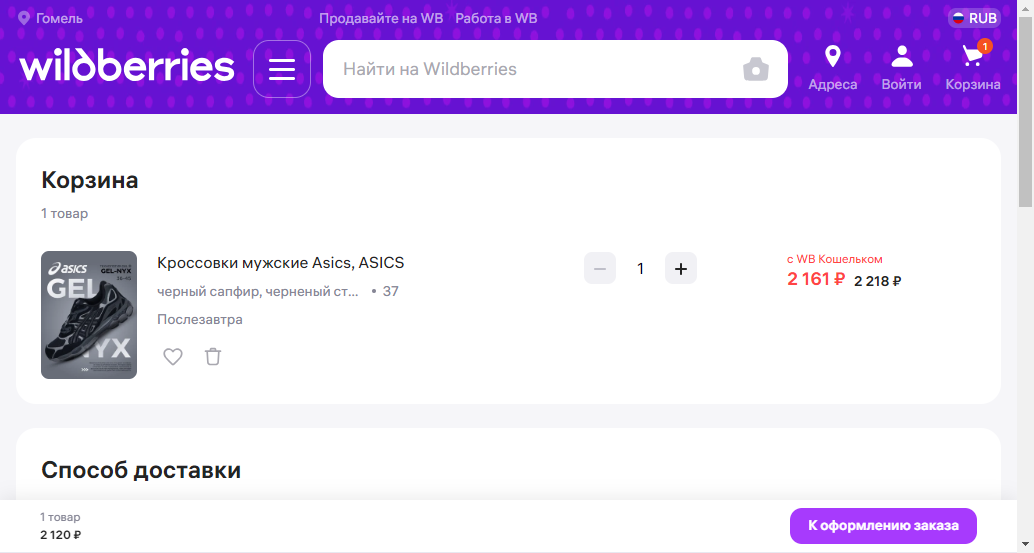 Гомель
Продавайте на WB Работа в WB
RUB
wildberries
Найти на Wildberries
1
Адреса
Войти
Корзина
Корзина
1 товар
asics
GEL-NYX
GEL
NYX
Кроссовки мужские Asics, ASICS
черный сапфир, черненый ст... • 37
Послезавтра
1
с WB Кошельком
2 161 ₽ 2 218 ₽
Способ доставки
1 товар
2 120 ₽
К оформлению заказа